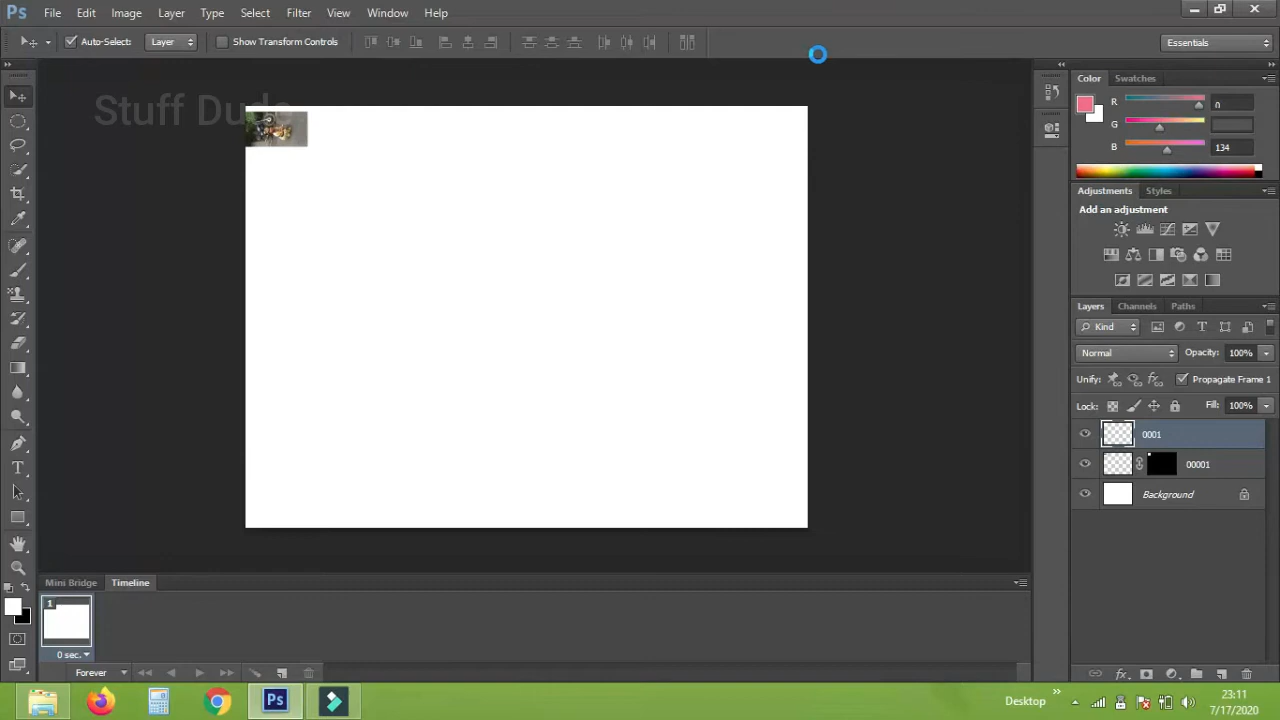 Ps File Edit Image Layer Type Select Filter View Window Help
Auto-Select: Layer Show Transform Controls Essentials
Stuff Dude
Color Swatches
R 0
G
B 134
Adjustments Styles
Add an adjustment
Layers Channels Paths
Kind
Normal Opacity: 100%
Unify: Propagate Frame 1
Lock: Fill: 100%
0001
00001
Background
Mini Bridge Timeline
1
0 sec.
Forever
Ps
Desktop
23:11
7/17/2020